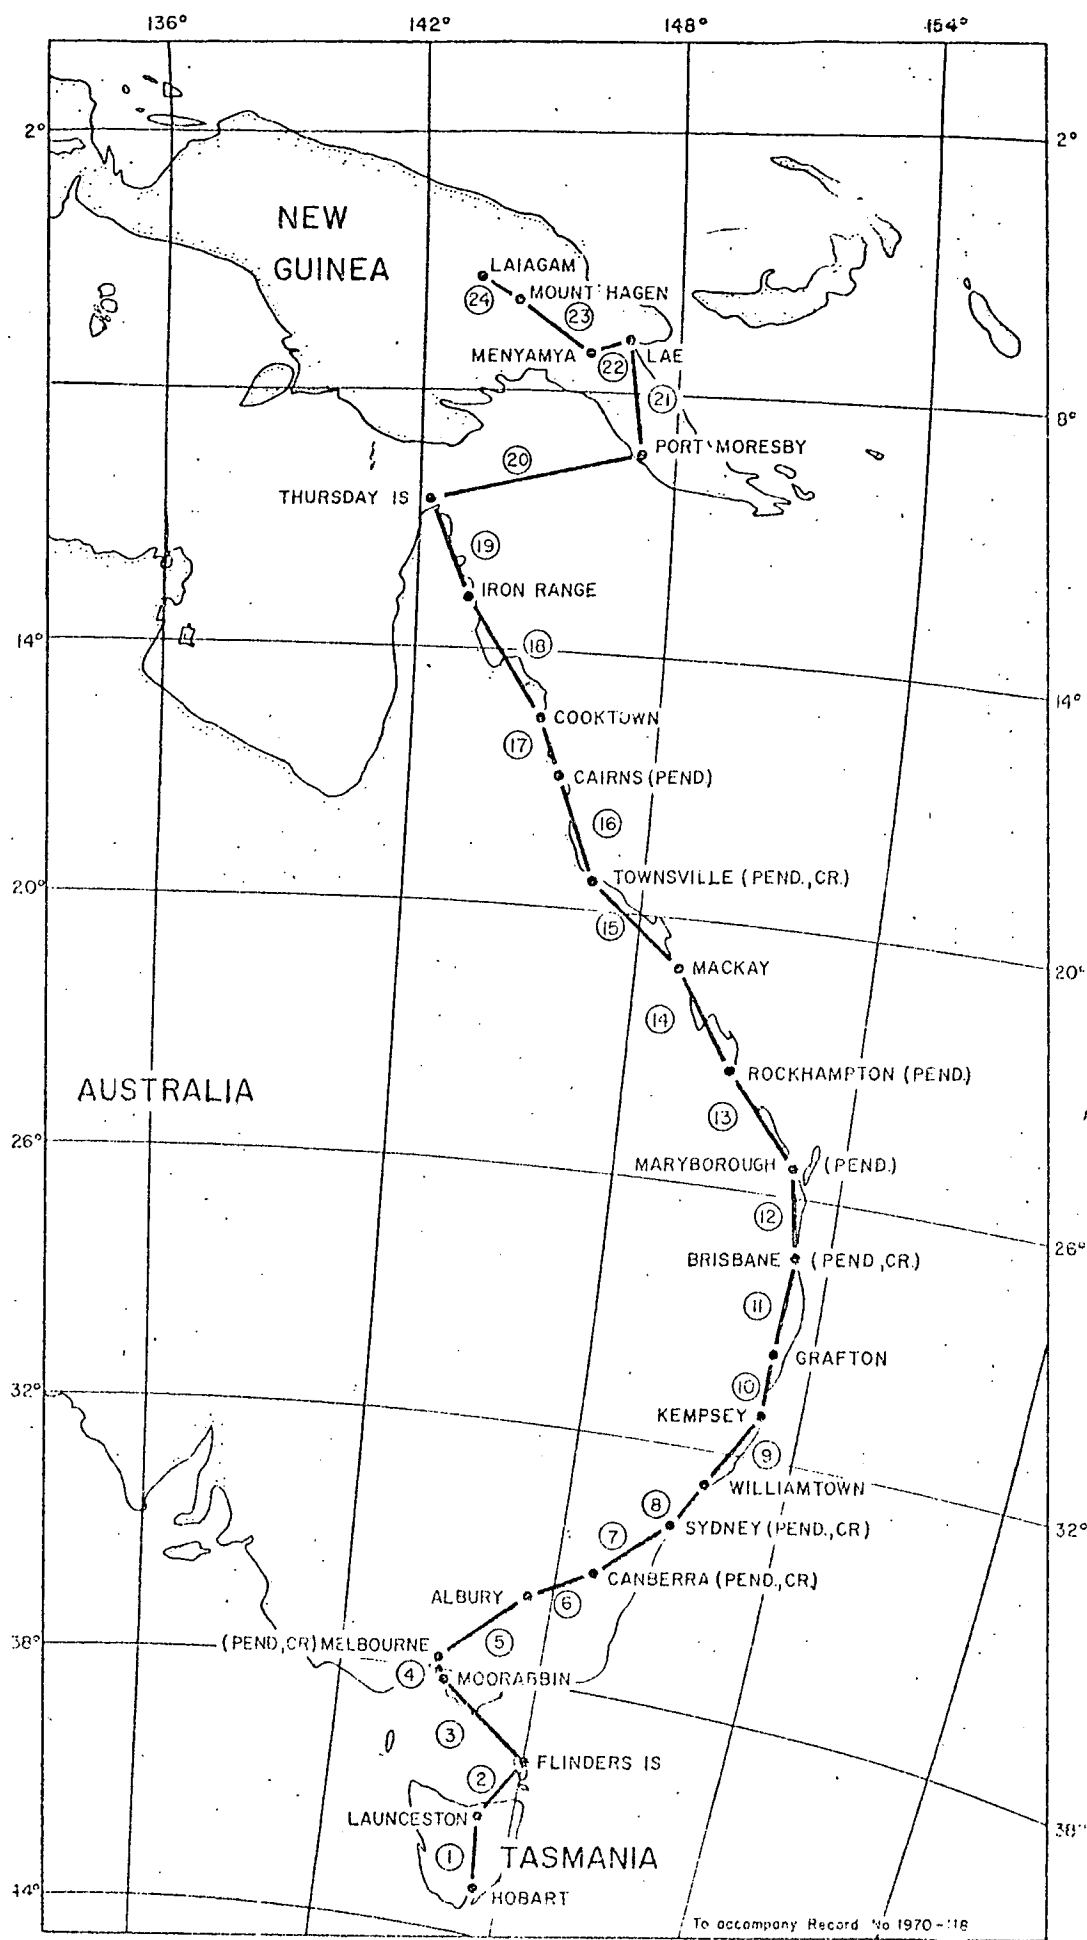 136° 142° 148° 154°
2° 2°
NEW
GUINEA
LAIAGAM
24 MOUNT HAGEN
23
MENYAMYA 22 LAE
21
8°
PORT MORESBY
20
THURSDAY IS
19
IRON RANGE
14° 18
14°
COOKTOWN
17
CAIRNS (PEND)
16
TOWNSVILLE (PEND.,CR.)
20°
15
MACKAY 20°
14
ROCKHAMPTON (PEND.)
AUSTRALIA
13
26°
MARYBOROUGH (PEND.)
12
26°
BRISBANE (PEND.,CR.)
11
GRAFTON
32° 10
KEMPSEY
9
WILLIAMTOWN
8
SYDNEY (PEND.,CR) 32°
7
CANBERRA (PEND.,CR.)
ALBURY 6
38° (PEND,CR) MELBOURNE 5
4 MOORABBIN
3
FLINDERS IS
2
LAUNCESTON
38°
1 TASMANIA
44° HOBART
To accompany Record No 1970-118